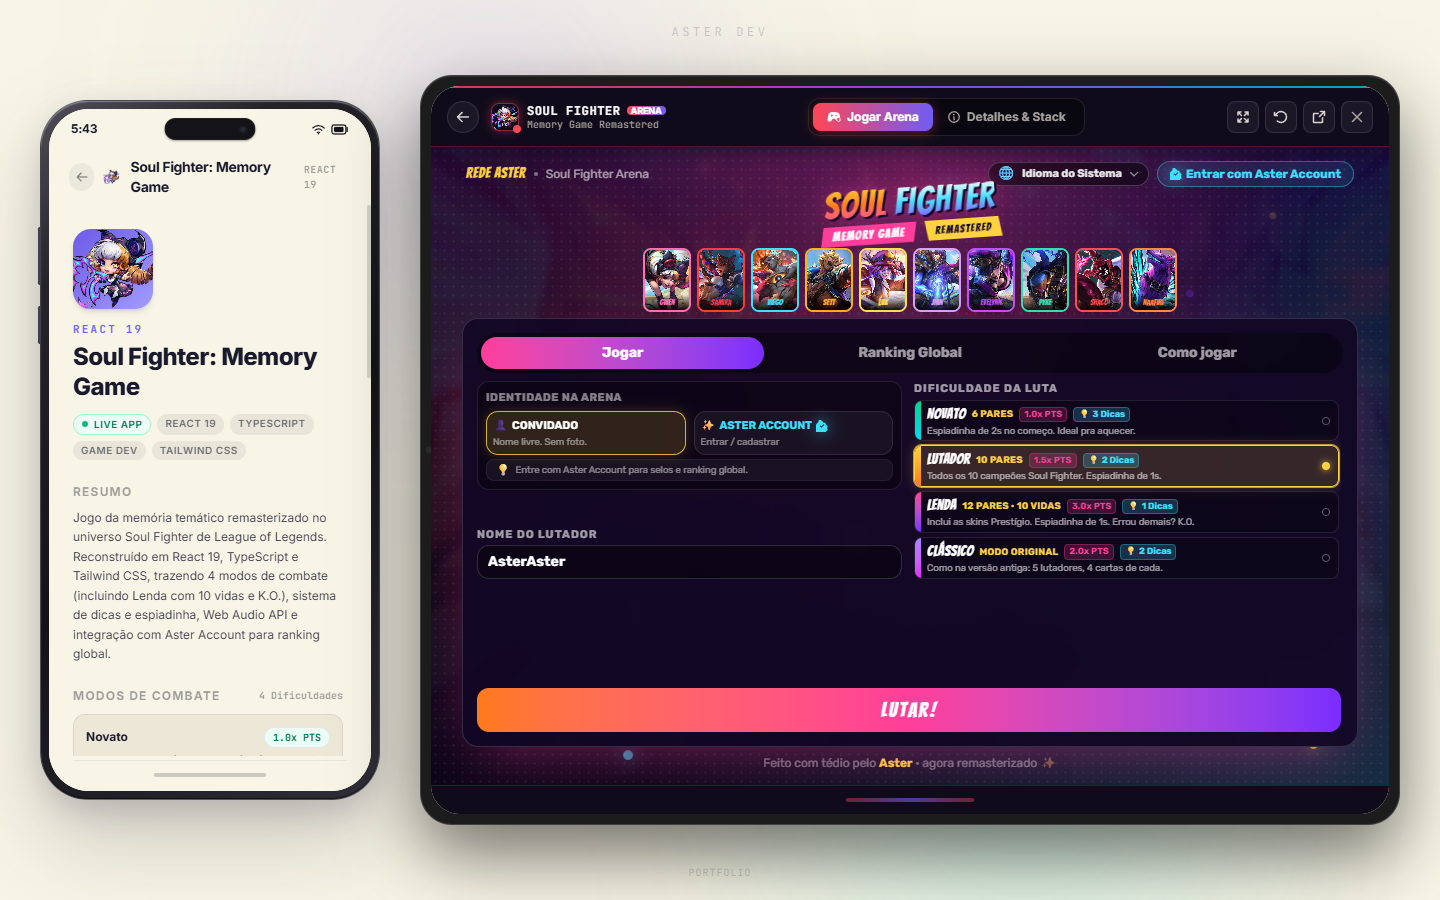 ASTER DEV
5:43
Soul Fighter: Memory
Game
REACT
19
REACT 19
Soul Fighter: Memory
Game
LIVE APP
REACT 19
TYPESCRIPT
GAME DEV
TAILWIND CSS
RESUMO
Jogo da memória temático remasterizado no
universo Soul Fighter de League of Legends.
Reconstruído em React 19, TypeScript e
Tailwind CSS, trazendo 4 modos de combate
(incluindo Lenda com 10 vidas e K.O.), sistema
de dicas e espiadinha, Web Audio API e
integração com Aster Account para ranking
global.
MODOS DE COMBATE
4 Dificuldades
Novato
1.0x PTS
SOUL FIGHTER ARENA
Memory Game Remastered
Jogar Arena
Detalhes & Stack
REDE ASTER • Soul Fighter Arena
Idioma do Sistema
Entrar com Aster Account
SOUL FIGHTER
MEMORY GAME
REMASTERED
GWEN
SAMIRA
VIEGO
SETT
LUX
EVELYNN
PYKE
SHACO
NAAFIRI
Jogar
Ranking Global
Como jogar
IDENTIDADE NA ARENA
CONVIDADO
Nome livre. Sem foto.
ASTER ACCOUNT
Entrar / cadastrar
Entre com Aster Account para selos e ranking global.
NOME DO LUTADOR
AsterAster
DIFICULDADE DA LUTA
NOVATO 6 PARES 1.0x PTS 3 Dicas
Espiadinha de 2s no começo. Ideal pra aquecer.
LUTADOR 10 PARES 1.5x PTS 2 Dicas
Todos os 10 campeões Soul Fighter. Espiadinha de 1s.
LENDA 12 PARES • 10 VIDAS 3.0x PTS 1 Dicas
Inclui as skins Prestígio. Espiadinha de 1s. Errou demais? K.O.
CLÁSSICO MODO ORIGINAL 2.0x PTS 2 Dicas
Como na versão antiga: 5 lutadores, 4 cartas de cada.
LUTAR!
Feito com tédio pelo Aster • agora remasterizado
PORTFOLIO